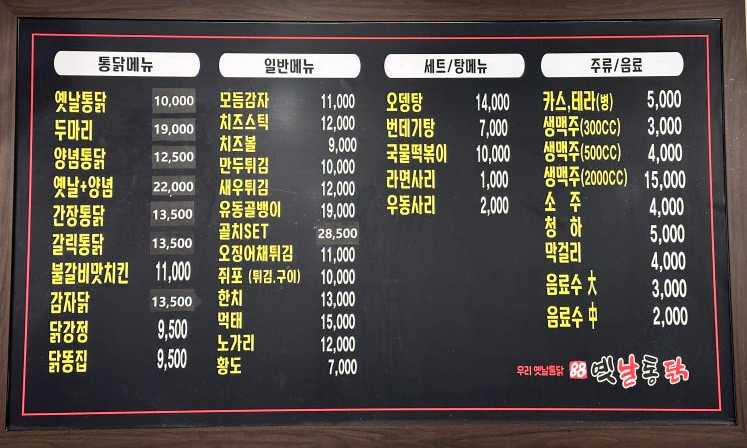 통닭메뉴
옛날통닭 10,000
두마리 19,000
양념통닭 12,500
옛날+양념 22,000
간장통닭 13,500
갈릭통닭 13,500
불갈비맛치킨 11,000
감자닭 13,500
닭강정 9,500
닭똥집 9,500
일반메뉴
모듬감자 11,000
치즈스틱 12,000
치즈볼 9,000
만두튀김 10,000
새우튀김 12,000
유동골뱅이 19,000
골치SET 28,500
오징어채튀김 11,000
쥐포 (튀김.구이) 10,000
한치 13,000
먹태 15,000
노가리 12,000
황도 7,000
세트/탕메뉴
오뎅탕 14,000
번데기탕 7,000
국물떡볶이 10,000
라면사리 1,000
우동사리 2,000
주류/음료
카스,테라(병) 5,000
생맥주(300CC) 3,000
생맥주(500CC) 4,000
생맥주(2000CC) 15,000
소 주 4,000
청 하 5,000
막걸리 4,000
음료수 大 3,000
음료수 中 2,000
우리 옛날통닭 88 옛날통닭